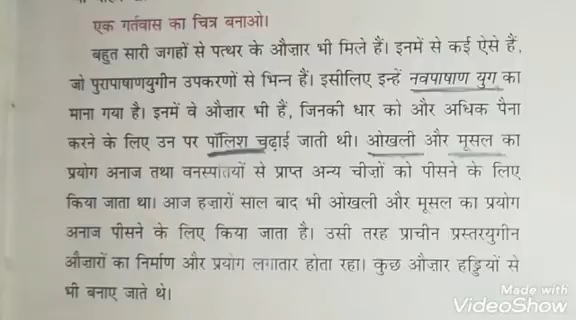 एक गर्तवास का चित्र बनाओ।
बहुत सारी जगहों से पत्थर के औज़ार भी मिले हैं। इनमें से कई ऐसे हैं,
जो पुरापाषाणयुगीन उपकरणों से भिन्न हैं। इसीलिए इन्हें नवपाषाण युग का
माना गया है। इनमें वे औज़ार भी हैं, जिनकी धार को और अधिक पैना
करने के लिए उन पर पॉलिश चढ़ाई जाती थी। ओखली और मूसल का
प्रयोग अनाज तथा वनस्पतियों से प्राप्त अन्य चीज़ों को पीसने के लिए
किया जाता था। आज हज़ारों साल बाद भी ओखली और मूसल का प्रयोग
अनाज पीसने के लिए किया जाता है। उसी तरह प्राचीन प्रस्तरयुगीन
औज़ारों का निर्माण और प्रयोग लगातार होता रहा। कुछ औज़ार हड्डियों से
भी बनाए जाते थे।
Made with
VideoShow